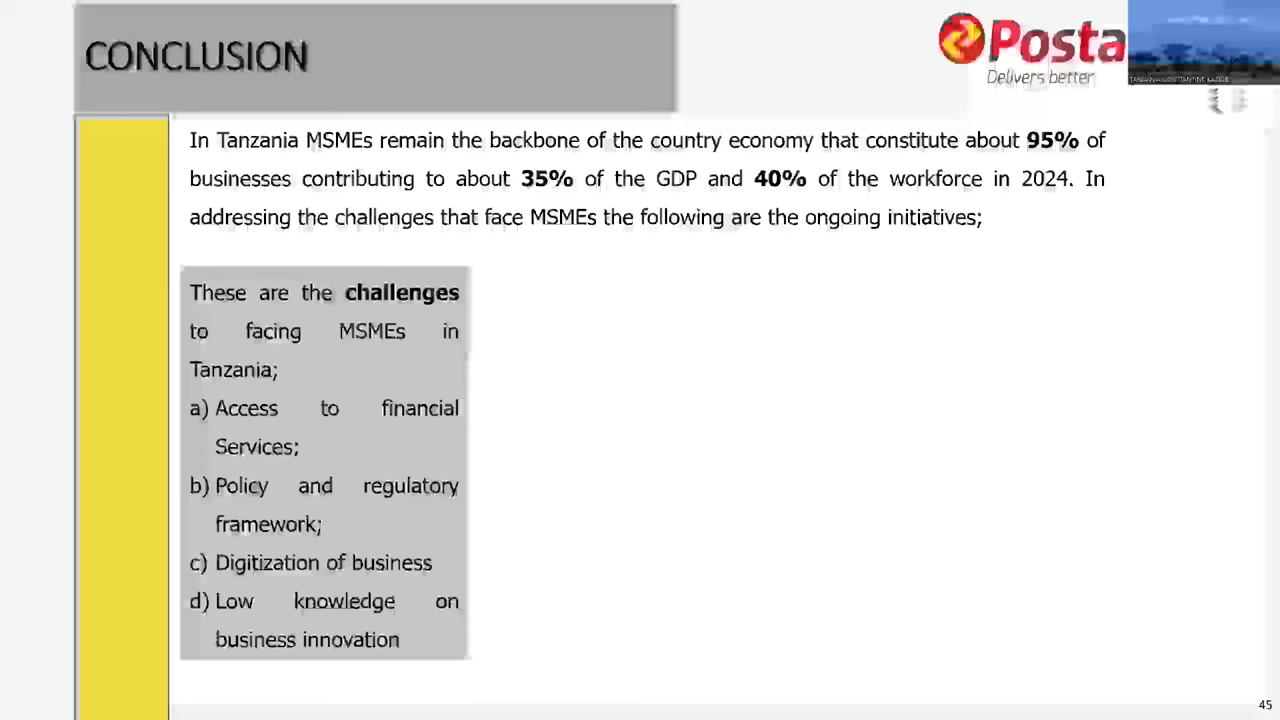 CONCLUSION
Posta
Delivers better
In Tanzania MSMEs remain the backbone of the country economy that constitute about 95% of
businesses contributing to about 35% of the GDP and 40% of the workforce in 2024. In
addressing the challenges that face MSMEs the following are the ongoing initiatives;
These are the challenges
to facing MSMEs in
Tanzania;
a) Access to financial
Services;
b) Policy and regulatory
framework;
c) Digitization of business
d) Low knowledge on
business innovation
45